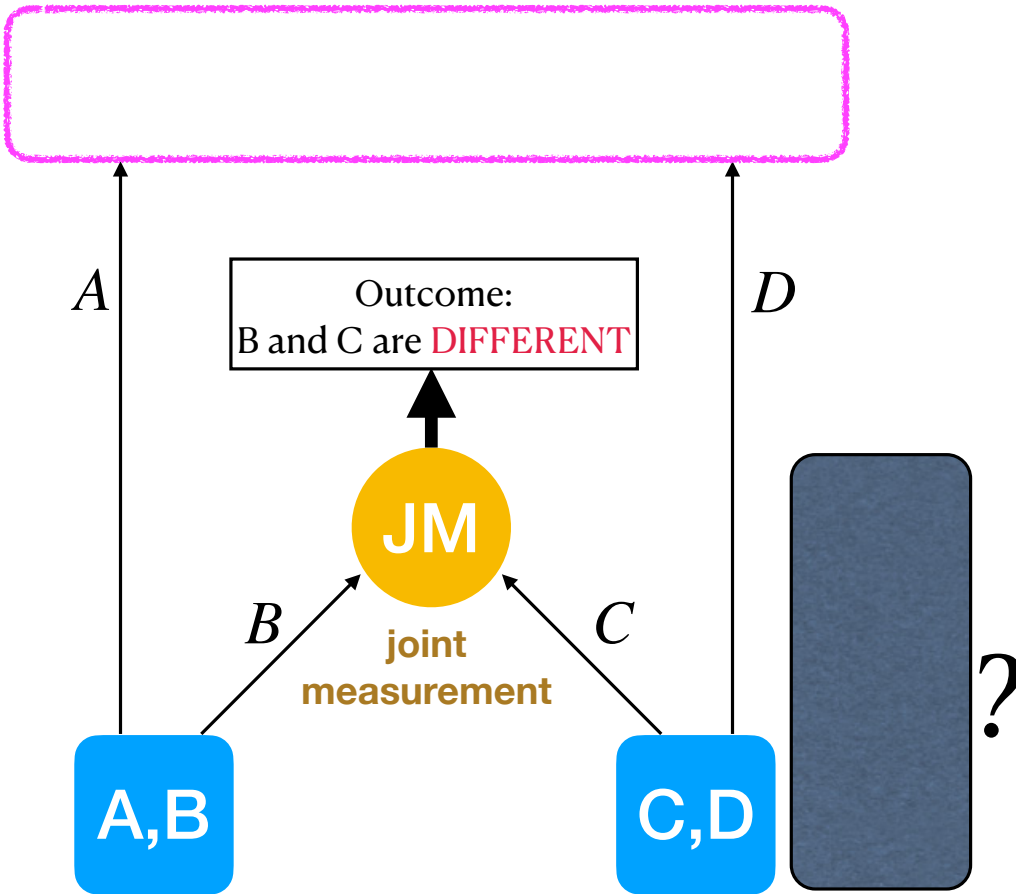 A
D
Outcome:
B and C are DIFFERENT
JM
B
C
joint
measurement
?
A,B
C,D